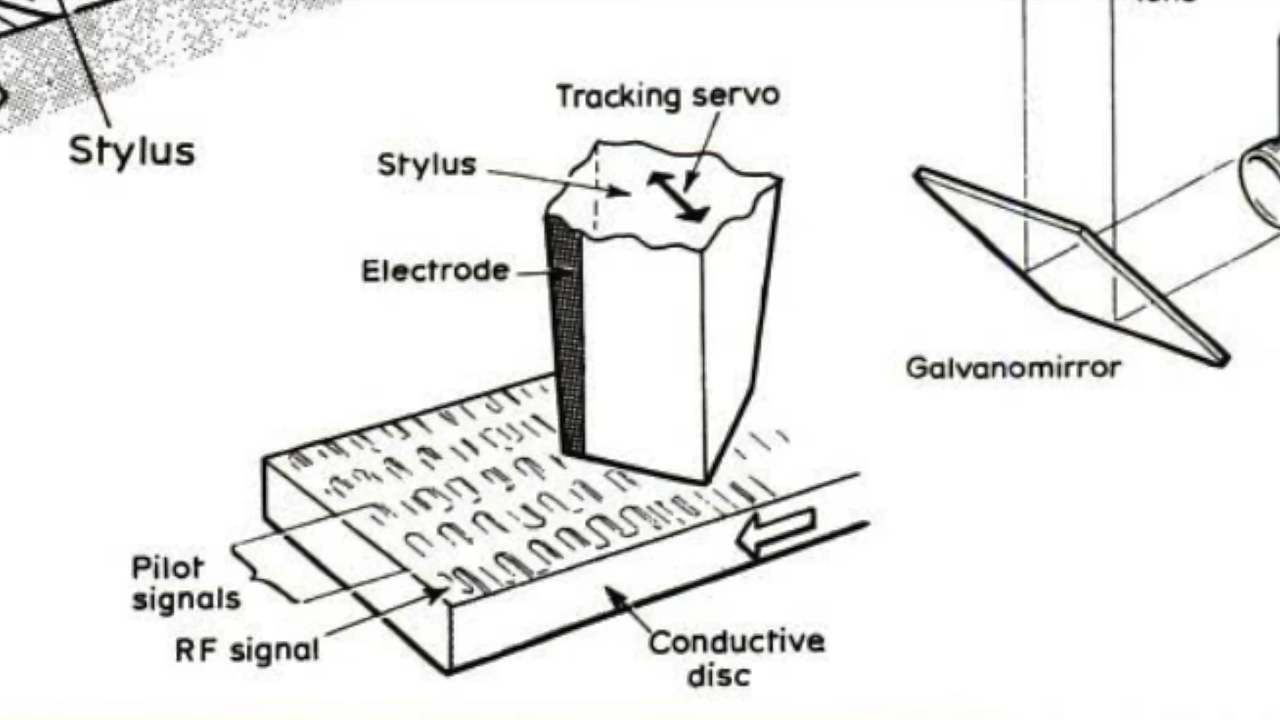 Tracking servo
Stylus
Stylus
Electrode
Galvanomirror
Pilot
signals
RF signal
Conductive
disc